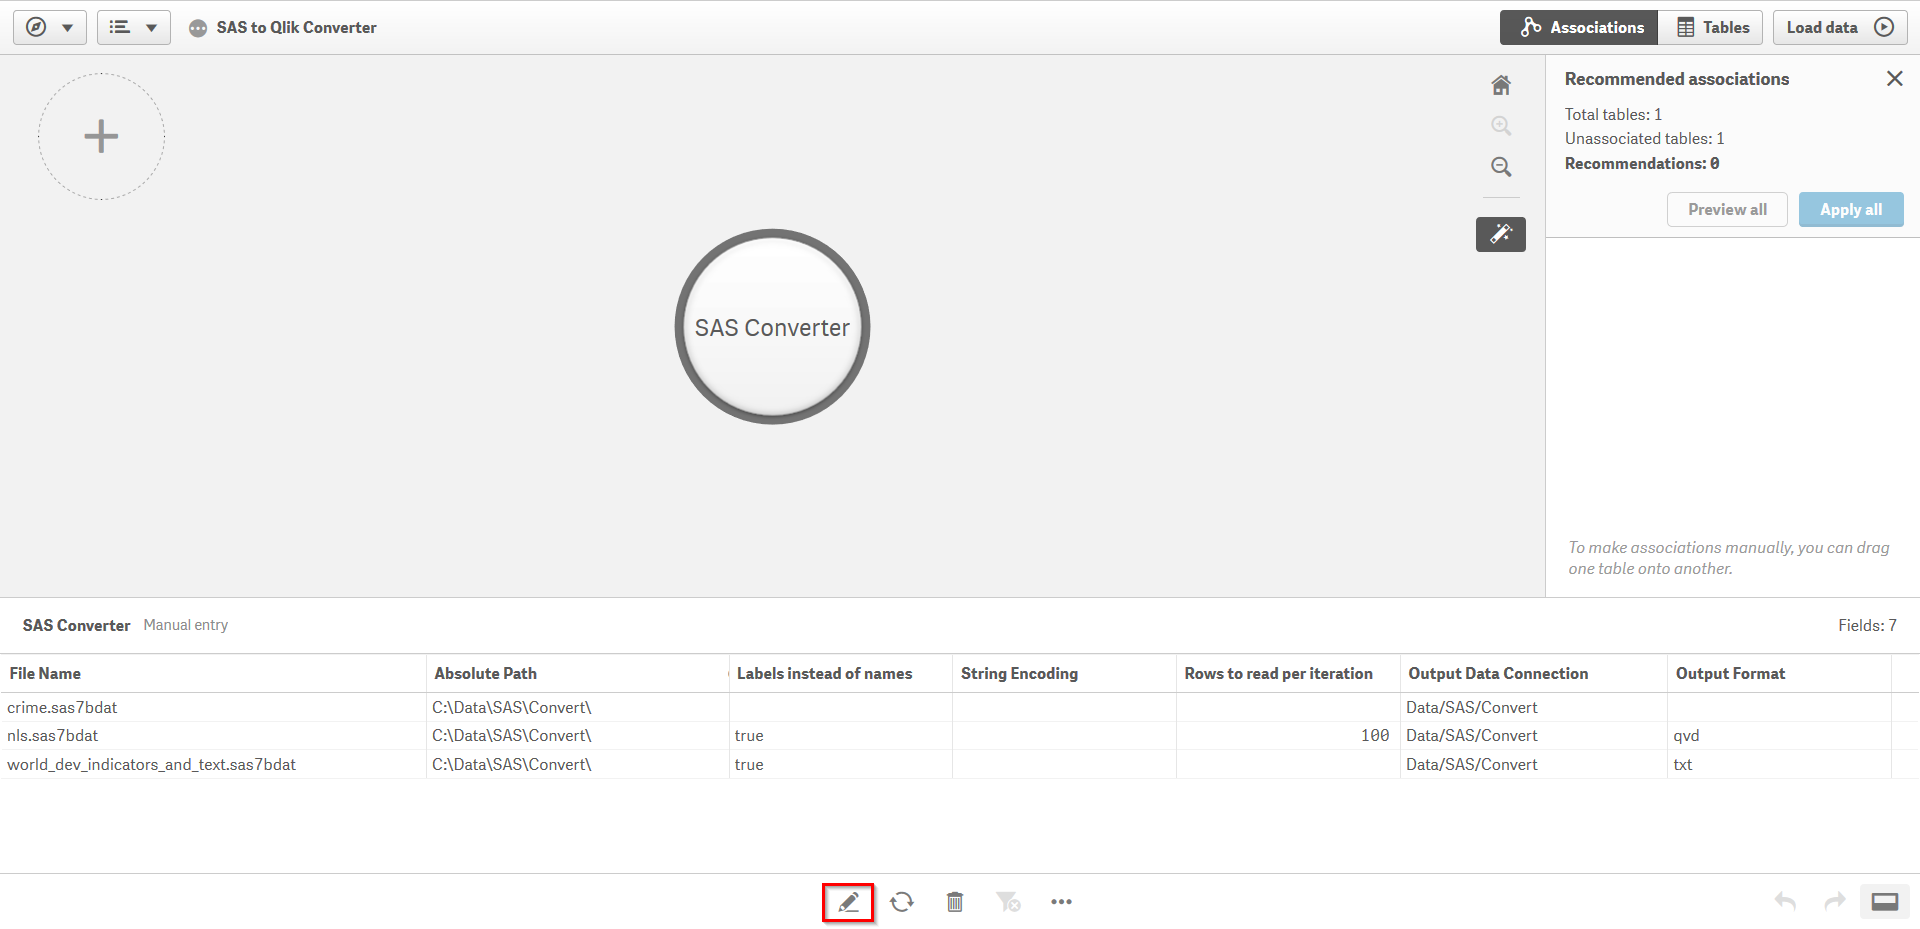 SAS to Qlik Converter
Associations
Tables
Load data
Recommended associations
Total tables: 1
Unassociated tables: 1
Recommendations: 0
Preview all
Apply all
SAS Converter
To make associations manually, you can drag
one table onto another.
SAS Converter Manual entry
Fields: 7
File Name Absolute Path Labels instead of names String Encoding Rows to read per iteration Output Data Connection Output Format
crime.sas7bdat C:\Data\SAS\Convert\ Data/SAS/Convert
nls.sas7bdat C:\Data\SAS\Convert\ true 100 Data/SAS/Convert qvd
world_dev_indicators_and_text.sas7bdat C:\Data\SAS\Convert\ true Data/SAS/Convert txt